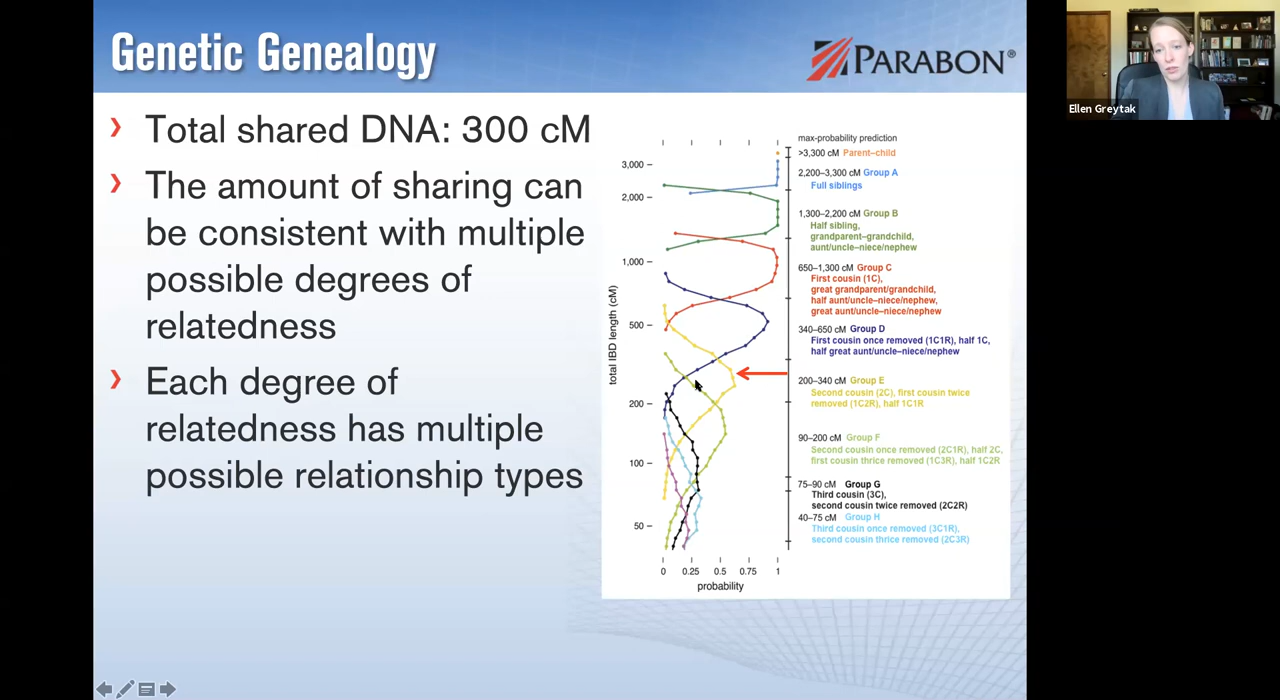 Genetic Genealogy
PARABON®
Ellen Greytak
› Total shared DNA: 300 cM
› The amount of sharing can
be consistent with multiple
possible degrees of
relatedness
› Each degree of
relatedness has multiple
possible relationship types
total IBD length (cM)
3,000
2,000
1,000
500
200
100
50
0 0.25 0.5 0.75 1
probability
max-probability prediction
>3,300 cM Parent–child
2,200–3,300 cM Group A
Full siblings
1,300–2,200 cM Group B
Half sibling,
grandparent–grandchild,
aunt/uncle–niece/nephew
650–1,300 cM Group C
First cousin (1C),
great grandparent/grandchild,
half aunt/uncle–niece/nephew,
great aunt/uncle–niece/nephew
340–650 cM Group D
First cousin once removed (1C1R), half 1C,
half great aunt/uncle–niece/nephew
200–340 cM Group E
Second cousin (2C), first cousin twice
removed (1C2R), half 1C1R
90–200 cM Group F
Second cousin once removed (2C1R), half 2C,
first cousin thrice removed (1C3R), half 1C2R
75–90 cM Group G
Third cousin (3C),
second cousin twice removed (2C2R)
40–75 cM Group H
Third cousin once removed (3C1R),
second cousin thrice removed (2C3R)